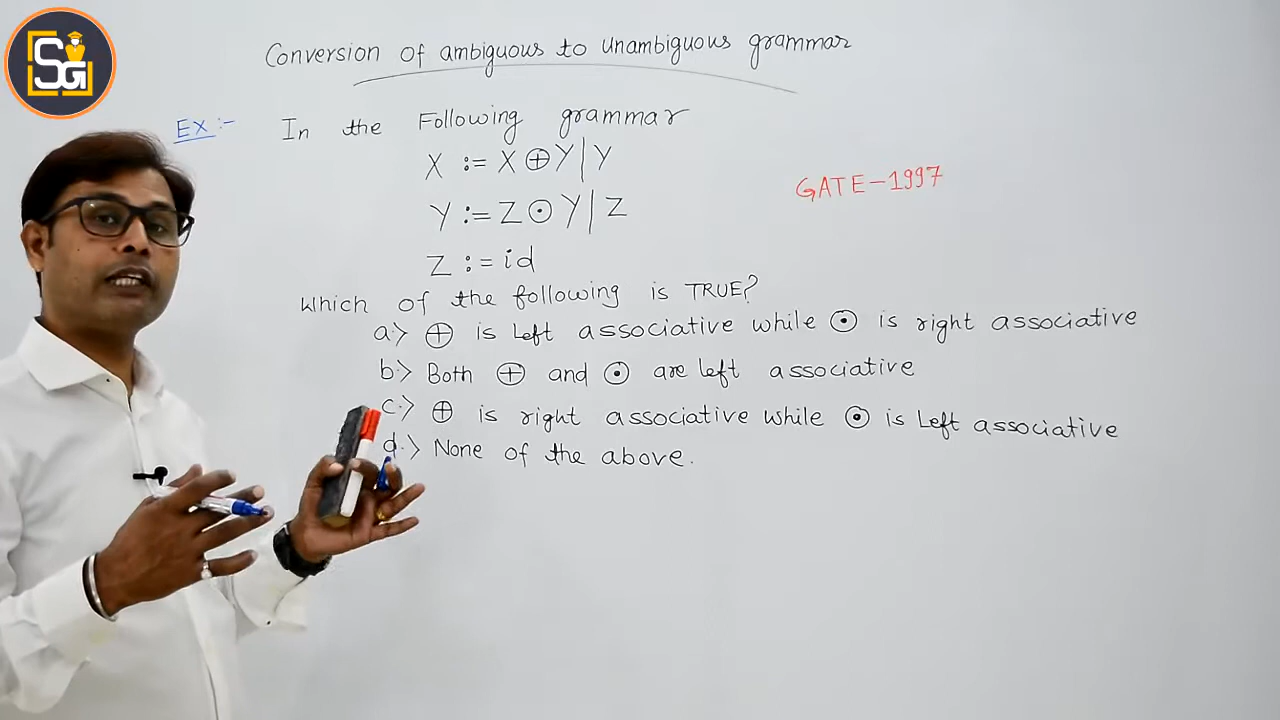 SG
Conversion of ambiguous to unambiguous grammar
EX:- In the Following grammar
X := X ⊕ Y | Y
GATE-1997
Y := Z ⊙ Y | Z
Z := id
Which of the following is TRUE?
a:> ⊕ is Left associative while ⊙ is right associative
b:> Both ⊕ and ⊙ are left associative
c:> ⊕ is right associative while ⊙ is Left associative
d.> None of the above.